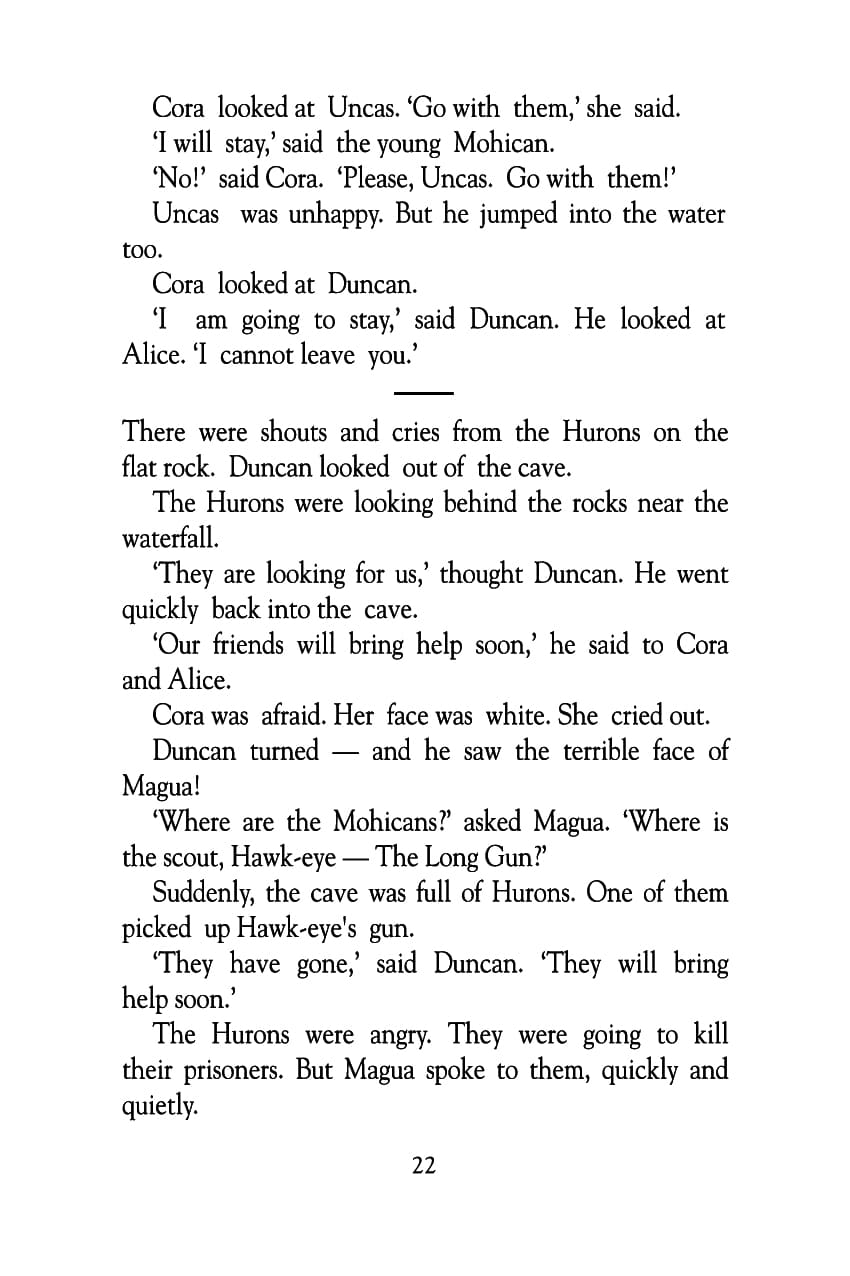 Cora looked at Uncas. ‘Go with them,’ she said.
‘I will stay,’ said the young Mohican.
‘No!’ said Cora. ‘Please, Uncas. Go with them!’
Uncas was unhappy. But he jumped into the water
too.
Cora looked at Duncan.
‘I am going to stay,’ said Duncan. He looked at
Alice. ‘I cannot leave you.’
There were shouts and cries from the Hurons on the
flat rock. Duncan looked out of the cave.
The Hurons were looking behind the rocks near the
waterfall.
‘They are looking for us,’ thought Duncan. He went
quickly back into the cave.
‘Our friends will bring help soon,’ he said to Cora
and Alice.
Cora was afraid. Her face was white. She cried out.
Duncan turned — and he saw the terrible face of
Magua!
‘Where are the Mohicans?’ asked Magua. ‘Where is
the scout, Hawk-eye — The Long Gun?’
Suddenly, the cave was full of Hurons. One of them
picked up Hawk-eye's gun.
‘They have gone,’ said Duncan. ‘They will bring
help soon.’
The Hurons were angry. They were going to kill
their prisoners. But Magua spoke to them, quickly and
quietly.
22